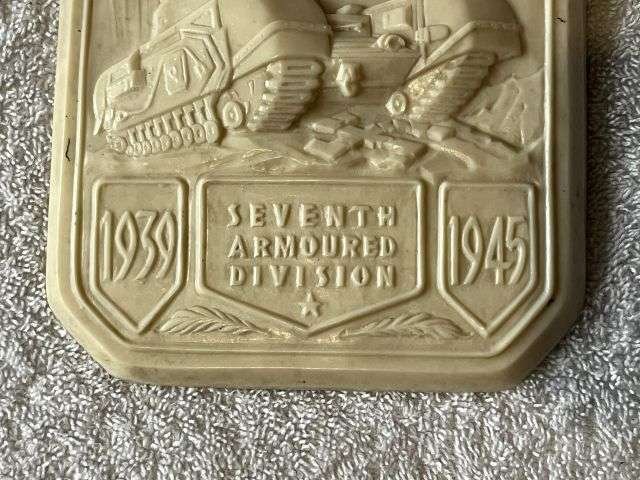 1939
SEVENTH
ARMOURED
DIVISION
1945